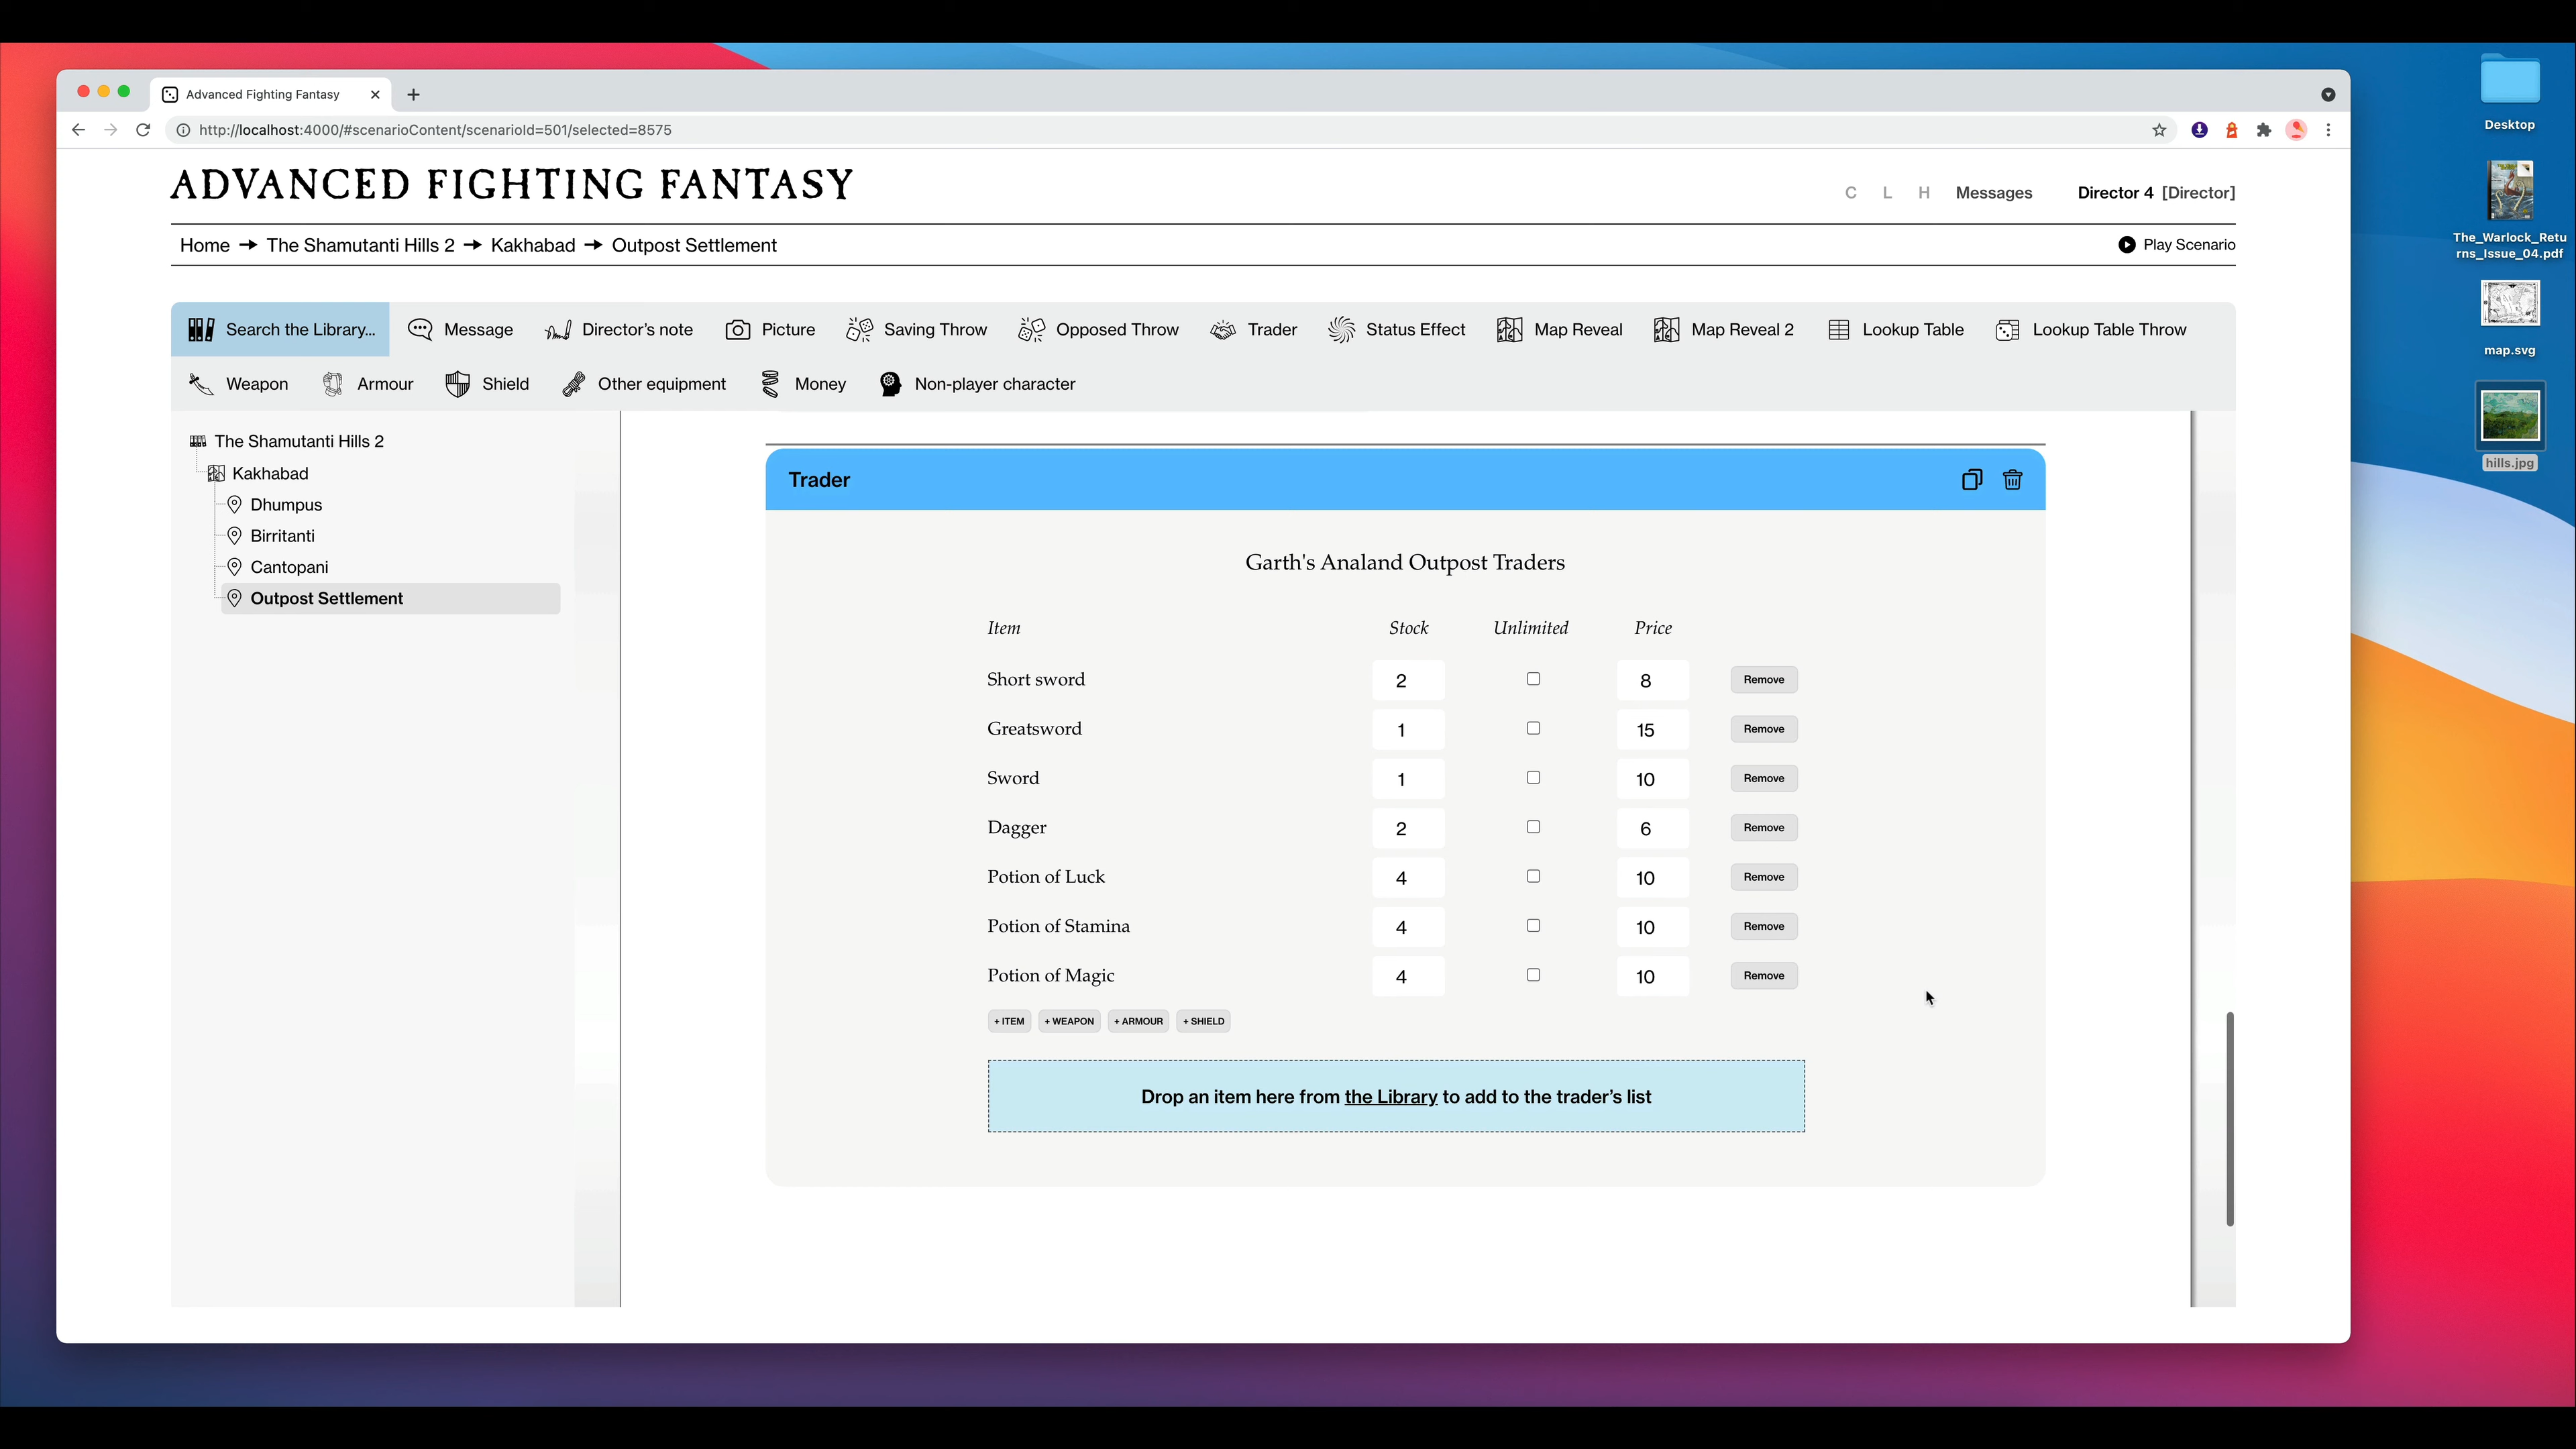 Advanced Fighting Fantasy
http://localhost:4000/#scenarioContent/scenarioId=501/selected=8575
ADVANCED FIGHTING FANTASY
C L H Messages Director 4 [Director]
Home → The Shamutanti Hills 2 → Kakhabad → Outpost Settlement
Play Scenario
Search the Library... Message Director’s note Picture Saving Throw Opposed Throw Trader Status Effect Map Reveal Map Reveal 2 Lookup Table Lookup Table Throw
Weapon Armour Shield Other equipment Money Non-player character
The Shamutanti Hills 2
Kakhabad
Dhumpus
Birritanti
Cantopani
Outpost Settlement
Trader
Garth's Analand Outpost Traders
Item Stock Unlimited Price
Short sword 2 8 Remove
Greatsword 1 15 Remove
Sword 1 10 Remove
Dagger 2 6 Remove
Potion of Luck 4 10 Remove
Potion of Stamina 4 10 Remove
Potion of Magic 4 10 Remove
+ ITEM + WEAPON + ARMOUR + SHIELD
Drop an item here from the Library to add to the trader’s list
Desktop
The_Warlock_Retu
rns_Issue_04.pdf
map.svg
hills.jpg